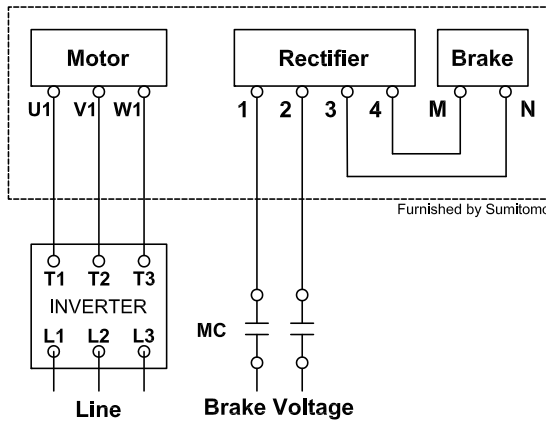 Motor
Rectifier
Brake
U1 V1 W1
1 2 3 4
M N
Furnished by Sumitomo
T1 T2 T3
INVERTER
L1 L2 L3
MC
Line
Brake Voltage